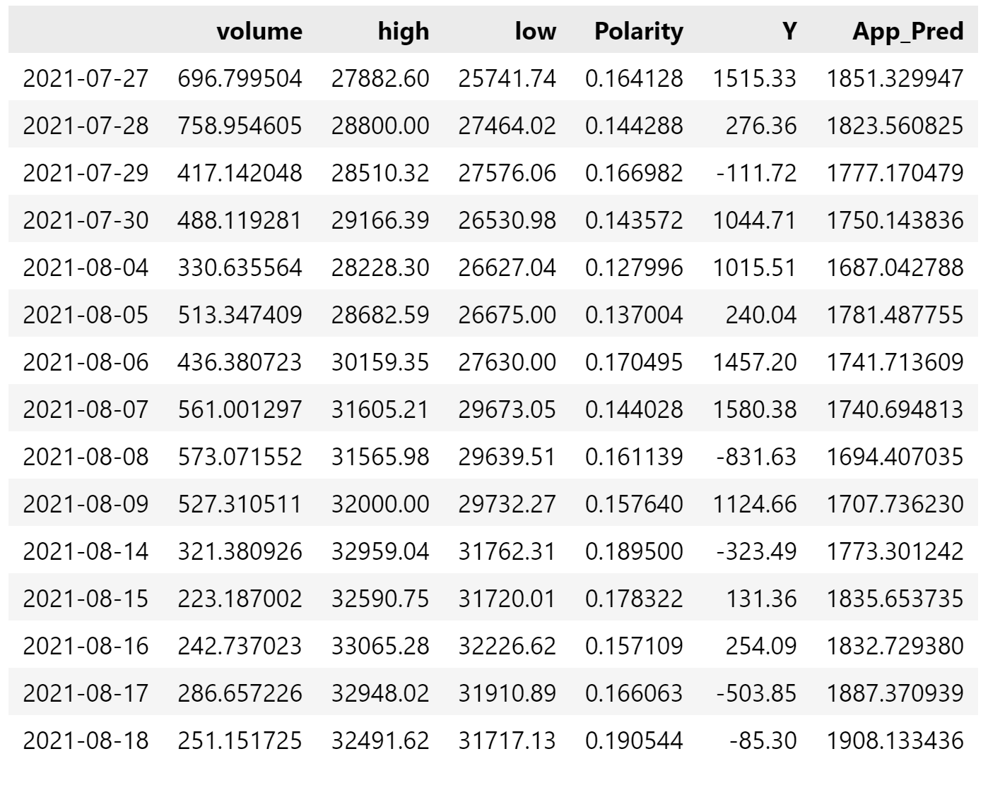 volume high low Polarity Y App_Pred
2021-07-27 696.799504 27882.60 25741.74 0.164128 1515.33 1851.329947
2021-07-28 758.954605 28800.00 27464.02 0.144288 276.36 1823.560825
2021-07-29 417.142048 28510.32 27576.06 0.166982 -111.72 1777.170479
2021-07-30 488.119281 29166.39 26530.98 0.143572 1044.71 1750.143836
2021-08-04 330.635564 28228.30 26627.04 0.127996 1015.51 1687.042788
2021-08-05 513.347409 28682.59 26675.00 0.137004 240.04 1781.487755
2021-08-06 436.380723 30159.35 27630.00 0.170495 1457.20 1741.713609
2021-08-07 561.001297 31605.21 29673.05 0.144028 1580.38 1740.694813
2021-08-08 573.071552 31565.98 29639.51 0.161139 -831.63 1694.407035
2021-08-09 527.310511 32000.00 29732.27 0.157640 1124.66 1707.736230
2021-08-14 321.380926 32959.04 31762.31 0.189500 -323.49 1773.301242
2021-08-15 223.187002 32590.75 31720.01 0.178322 131.36 1835.653735
2021-08-16 242.737023 33065.28 32226.62 0.157109 254.09 1832.729380
2021-08-17 286.657226 32948.02 31910.89 0.166063 -503.85 1887.370939
2021-08-18 251.151725 32491.62 31717.13 0.190544 -85.30 1908.133436